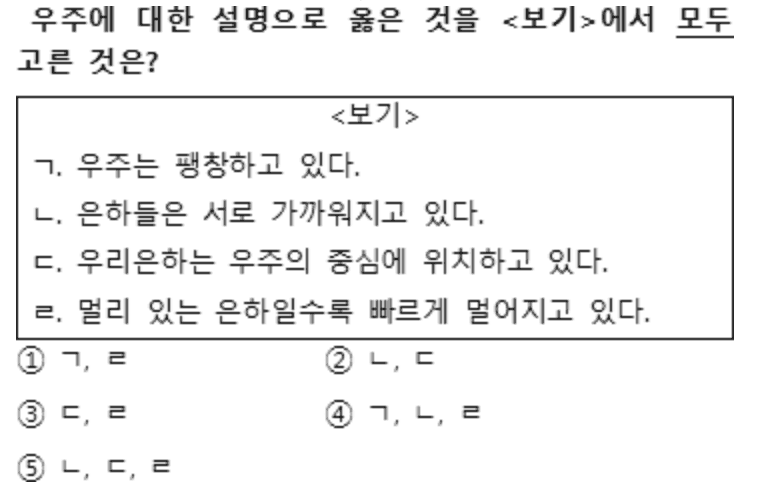 우주에 대한 설명으로 옳은 것을 <보기>에서 모두
고른 것은?
<보기>
ㄱ. 우주는 팽창하고 있다.
ㄴ. 은하들은 서로 가까워지고 있다.
ㄷ. 우리은하는 우주의 중심에 위치하고 있다.
ㄹ. 멀리 있는 은하일수록 빠르게 멀어지고 있다.
① ㄱ, ㄹ ② ㄴ, ㄷ
③ ㄷ, ㄹ ④ ㄱ, ㄴ, ㄹ
⑤ ㄴ, ㄷ, ㄹ